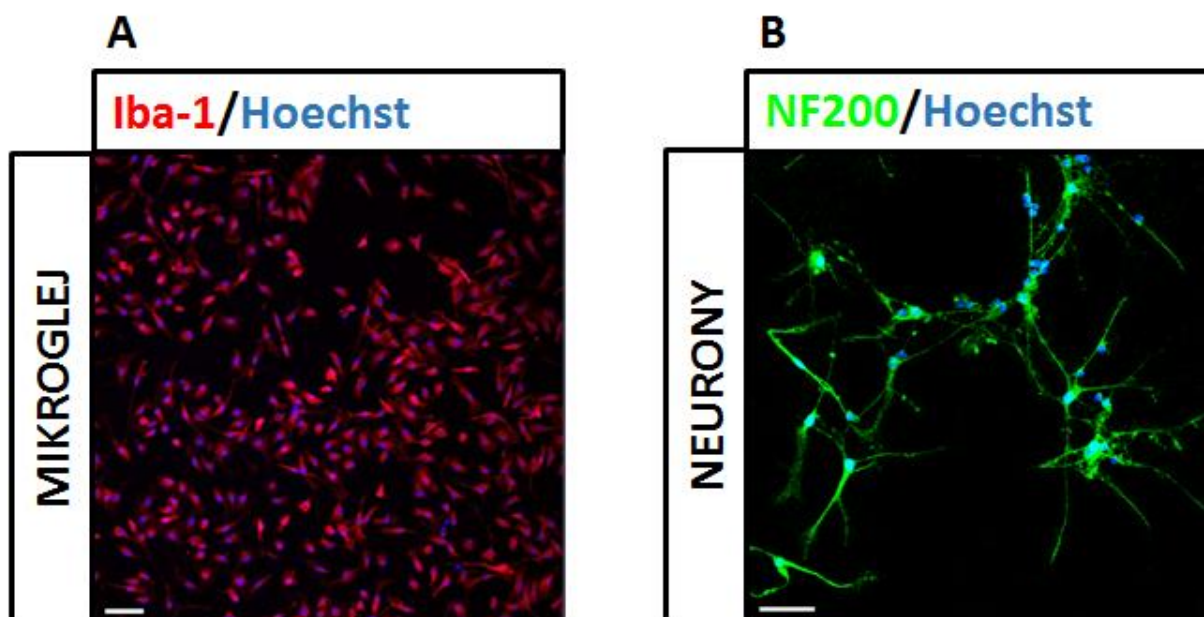 A
Iba-1/Hoechst
MIKROGLEJ
B
NF200/Hoechst
NEURONY